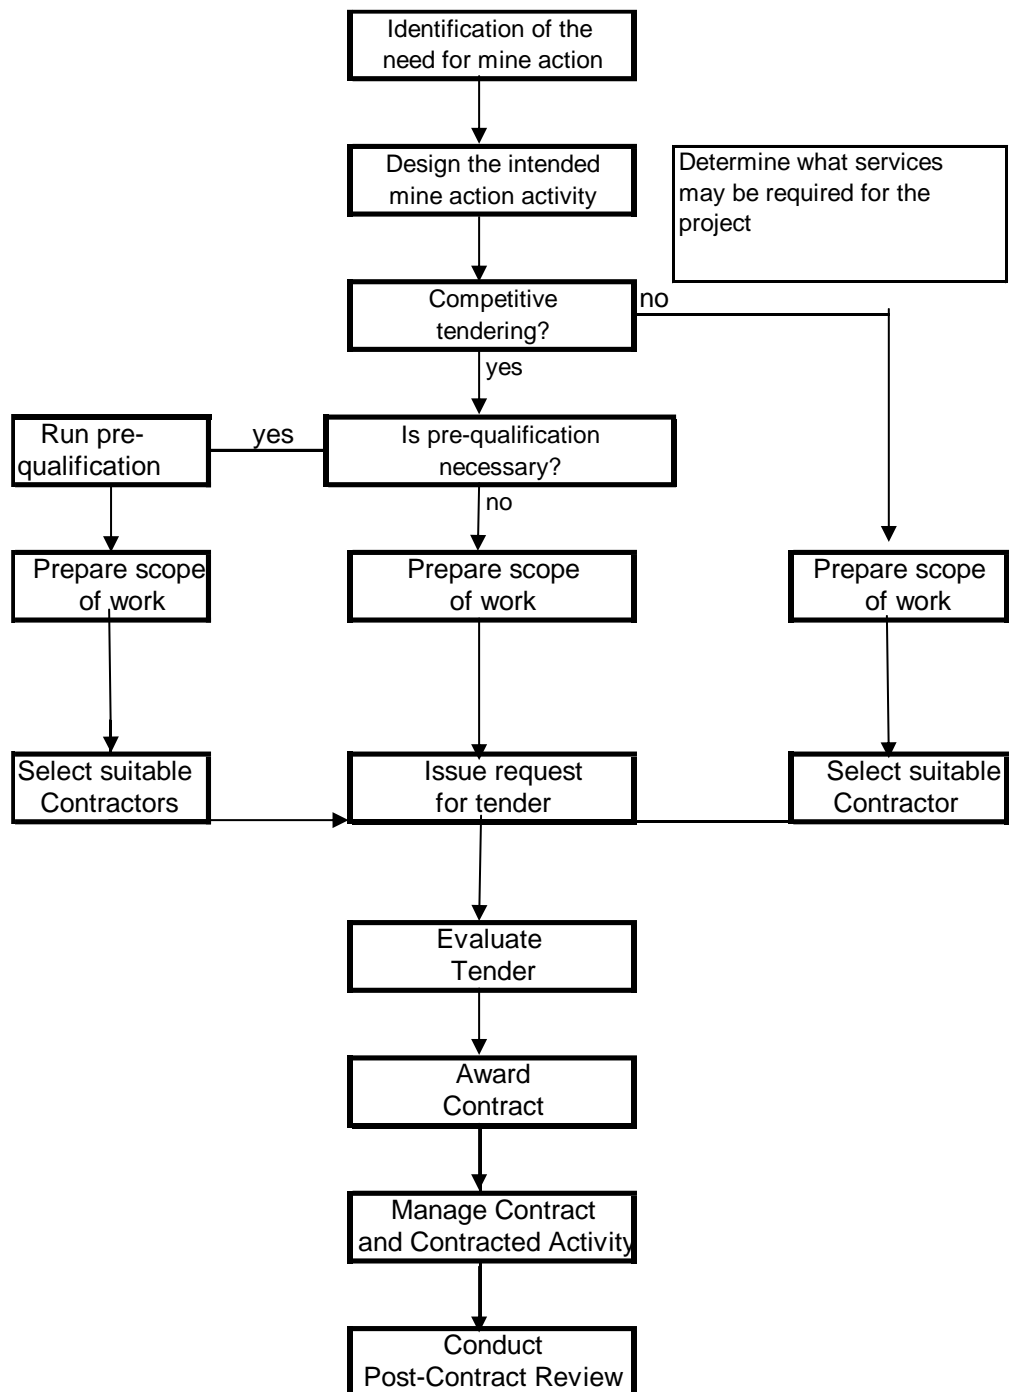 Identification of the
need for mine action
Design the intended
mine action activity
Determine what services
may be required for the
project
Competitive
tendering?
no
yes
Run pre-
qualification
yes
Is pre-qualification
necessary?
no
Prepare scope
of work
Prepare scope
of work
Prepare scope
of work
Select suitable
Contractors
Issue request
for tender
Select suitable
Contractor
Evaluate
Tender
Award
Contract
Manage Contract
and Contracted Activity
Conduct
Post-Contract Review